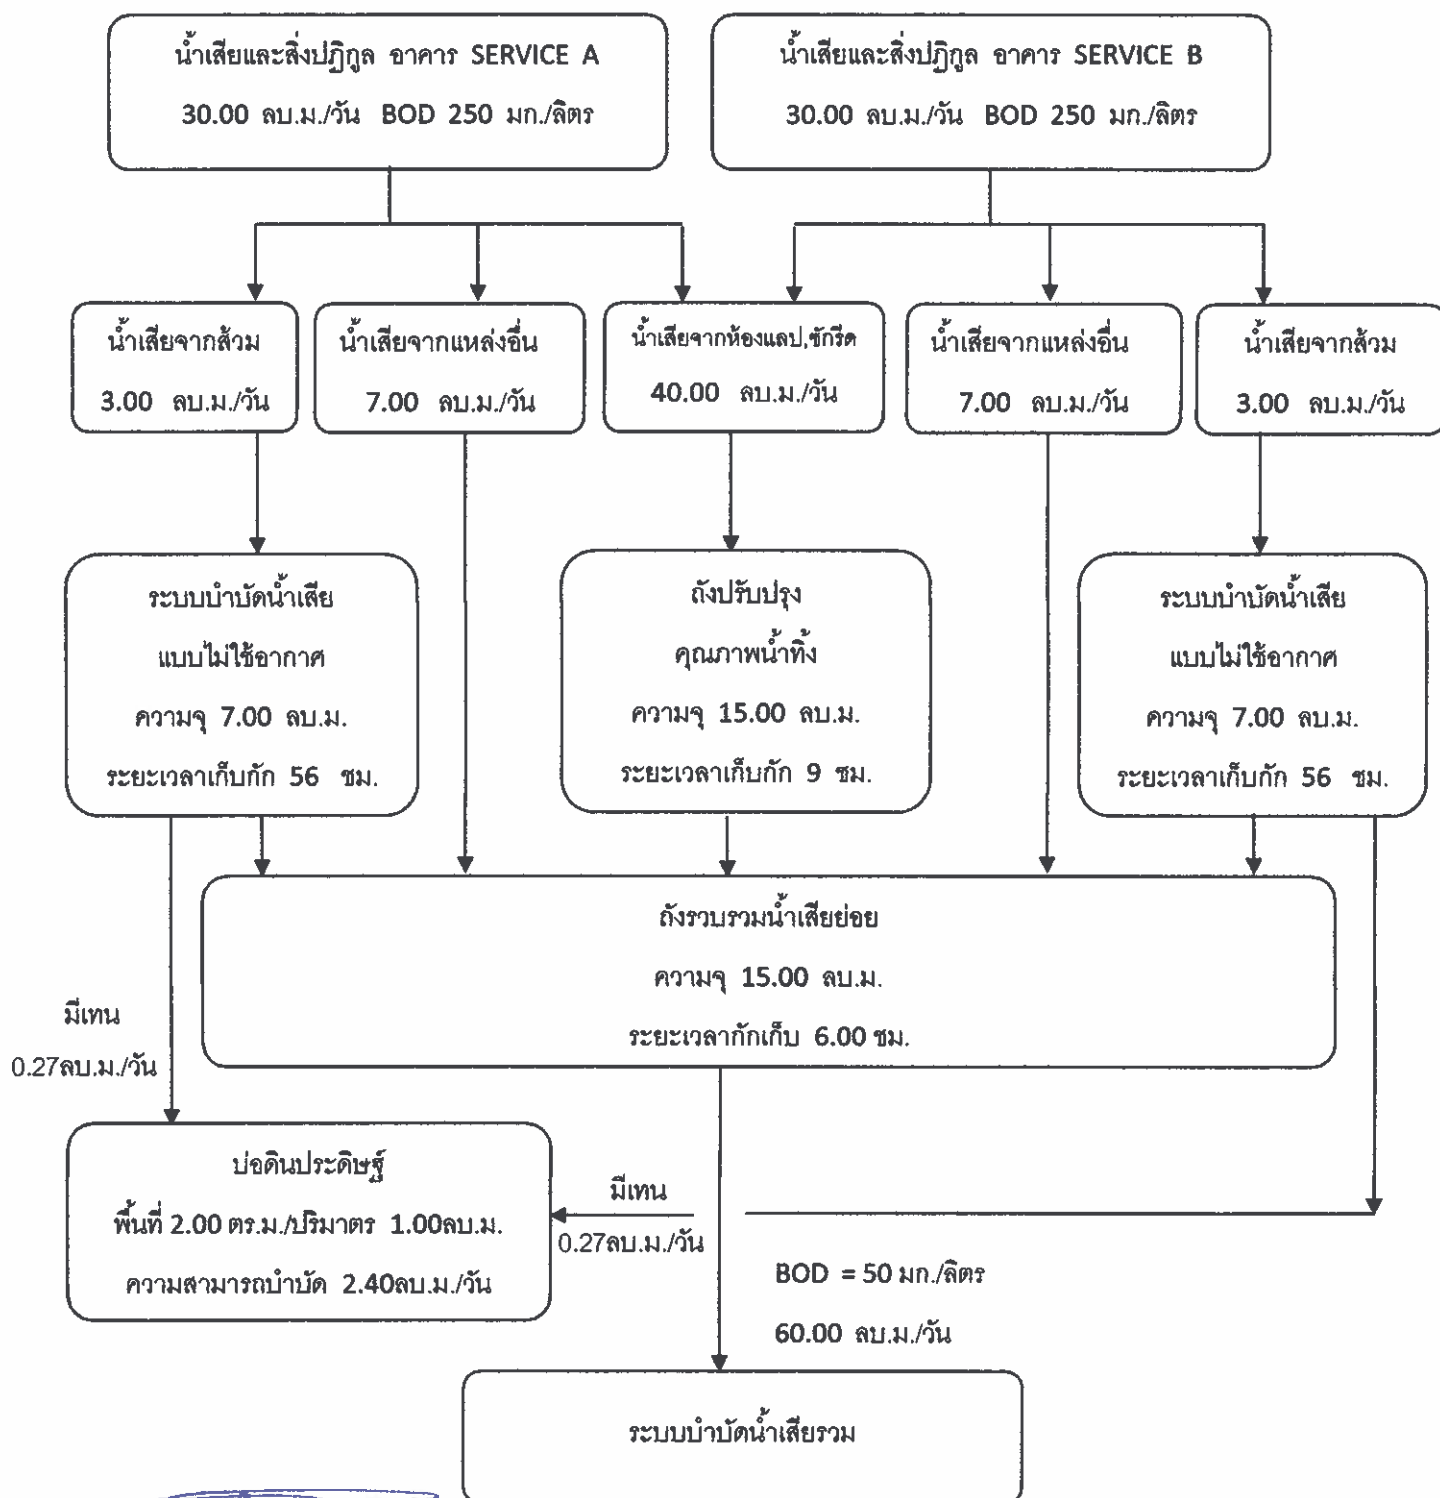 น้ำเสียและสิ่งปฏิกูล อาคาร SERVICE A
30.00 ลบ.ม./วัน BOD 250 มก./ลิตร
น้ำเสียและสิ่งปฏิกูล อาคาร SERVICE B
30.00 ลบ.ม./วัน BOD 250 มก./ลิตร
น้ำเสียจากส้วม
3.00 ลบ.ม./วัน
น้ำเสียจากแหล่งอื่น
7.00 ลบ.ม./วัน
น้ำเสียจากห้องแลป,ซักรีด
40.00 ลบ.ม./วัน
น้ำเสียจากแหล่งอื่น
7.00 ลบ.ม./วัน
น้ำเสียจากส้วม
3.00 ลบ.ม./วัน
ระบบบำบัดน้ำเสีย
แบบไม่ใช้อากาศ
ความจุ 7.00 ลบ.ม.
ระยะเวลาเก็บกัก 56 ชม.
ถังปรับปรุง
คุณภาพน้ำทิ้ง
ความจุ 15.00 ลบ.ม.
ระยะเวลาเก็บกัก 9 ชม.
ระบบบำบัดน้ำเสีย
แบบไม่ใช้อากาศ
ความจุ 7.00 ลบ.ม.
ระยะเวลาเก็บกัก 56 ชม.
ถังรวบรวมน้ำเสียย่อย
ความจุ 15.00 ลบ.ม.
ระยะเวลากักเก็บ 6.00 ชม.
มีเทน
0.27ลบ.ม./วัน
บ่อดินประดิษฐ์
พื้นที่ 2.00 ตร.ม./ปริมาตร 1.00ลบ.ม.
ความสามารถบำบัด 2.40ลบ.ม./วัน
มีเทน
0.27ลบ.ม./วัน
BOD = 50 มก./ลิตร
60.00 ลบ.ม./วัน
ระบบบำบัดน้ำเสียรวม